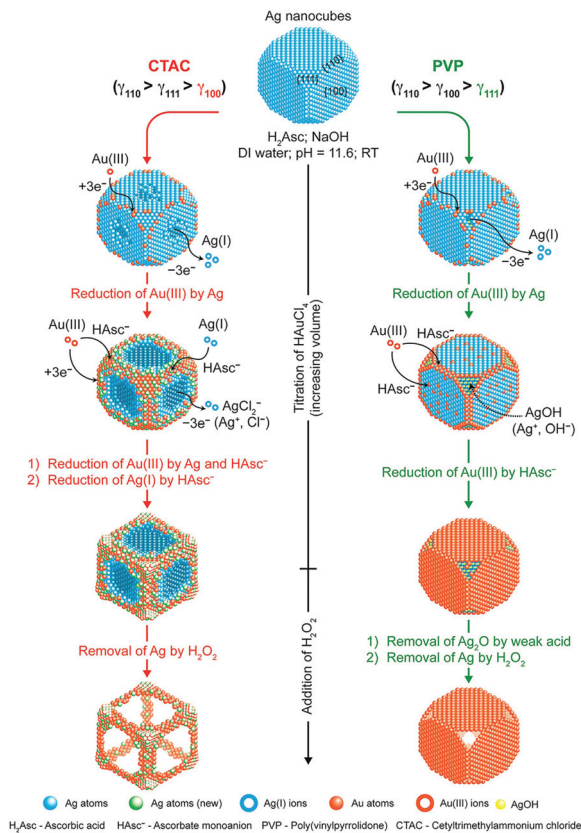 Ag nanocubes
CTAC
(γ110 > γ111 > γ100)
{110}
{111}
{100}
PVP
(γ110 > γ100 > γ111)
H2Asc; NaOH
DI water; pH = 11.6; RT
Au(III)
+3e–
Ag(I)
–3e–
Reduction of Au(III) by Ag
Au(III)
HAsc–
+3e–
Ag(I)
HAsc–
AgCl2–
–3e– (Ag+, Cl–)
1) Reduction of Au(III) by Ag and HAsc–
2) Reduction of Ag(I) by HAsc–
Removal of Ag by H2O2
Titration of HAuCl4
(increasing volume)
Addition of H2O2
Au(III)
+3e–
Ag(I)
–3e–
Reduction of Au(III) by Ag
Au(III)
HAsc–
HAsc–
AgOH
(Ag+, OH–)
Reduction of Au(III) by HAsc–
1) Removal of Ag2O by weak acid
2) Removal of Ag by H2O2
Ag atoms Ag atoms (new) Ag(I) ions Au atoms Au(III) ions AgOH
H2Asc - Ascorbic acid HAsc– - Ascorbate monoanion PVP - Poly(vinylpyrrolidone) CTAC - Cetyltrimethylammonium chloride